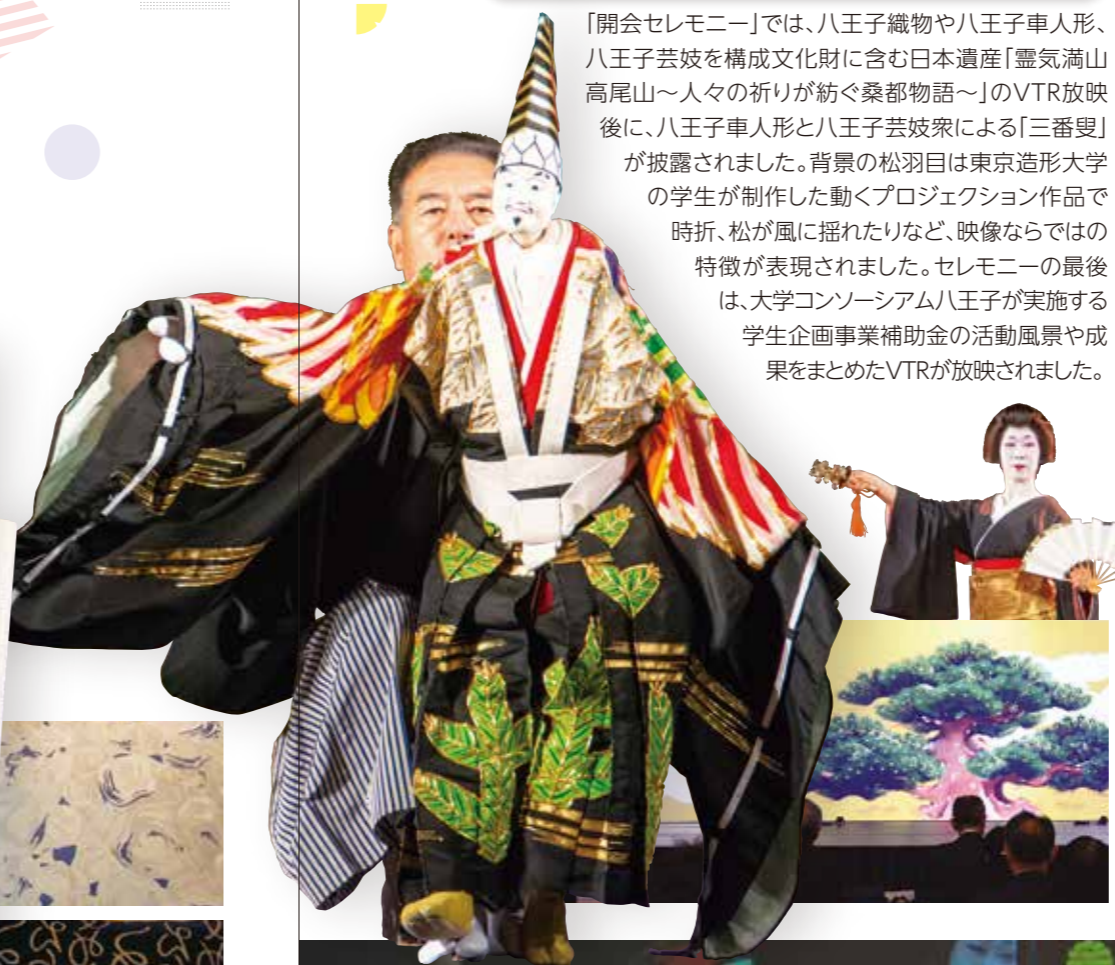 「開会セレモニー」では、八王子織物や八王子車人形、
八王子芸妓を構成文化財に含む日本遺産「霊気満山
高尾山〜人々の祈りが紡ぐ桑都物語〜」のVTR放映
後に、八王子車人形と八王子芸妓衆による「三番叟」
が披露されました。背景の松羽目は東京造形大学
の学生が制作した動くプロジェクション作品で
時折、松が風に揺れたりなど、映像ならではの
特徴が表現されました。セレモニーの最後
は、大学コンソーシアム八王子が実施する
学生企画事業補助金の活動風景や成
果をまとめたVTRが放映されました。